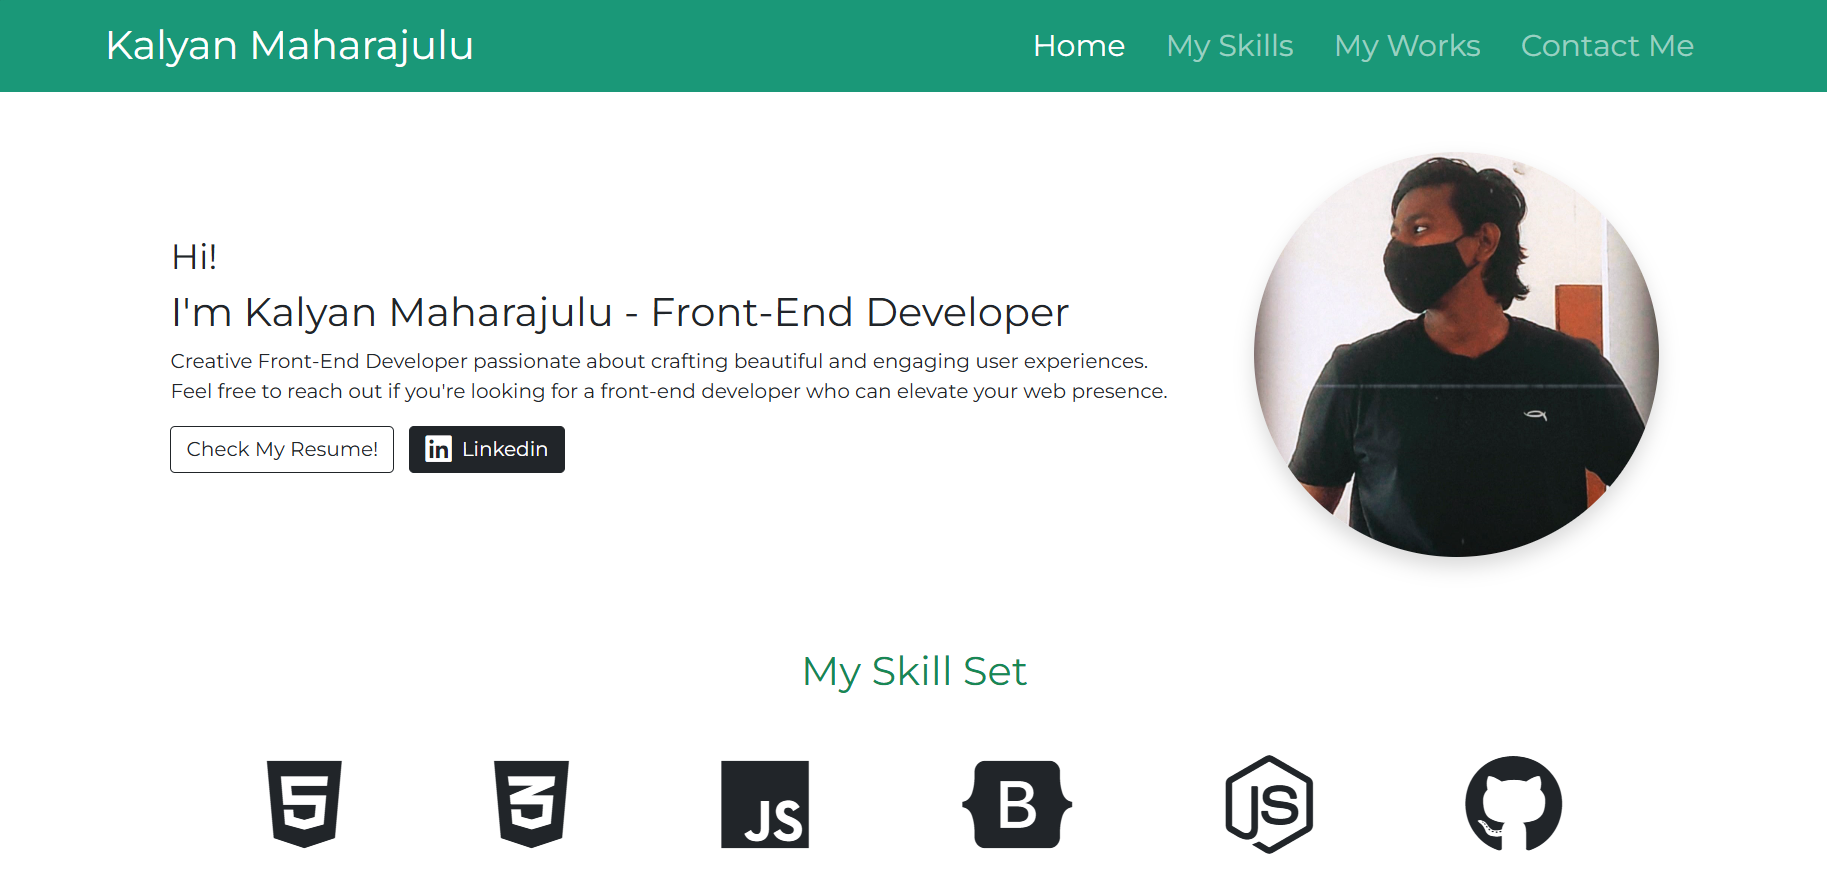 Kalyan Maharajulu
Home My Skills My Works Contact Me
Hi!
I'm Kalyan Maharajulu - Front-End Developer
Creative Front-End Developer passionate about crafting beautiful and engaging user experiences.
Feel free to reach out if you're looking for a front-end developer who can elevate your web presence.
Check My Resume! in Linkedin
My Skill Set
5 3 JS B JS